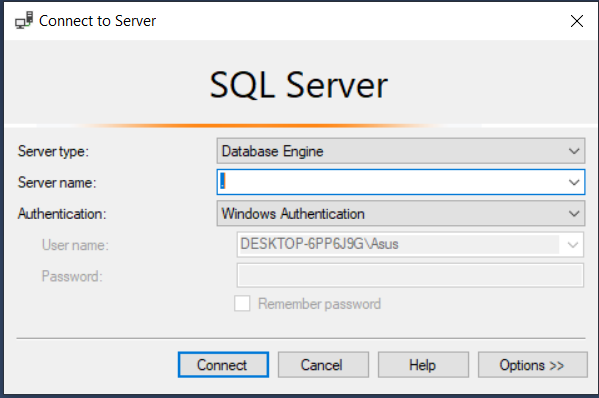 Connect to Server
SQL Server
Server type: Database Engine
Server name: .
Authentication: Windows Authentication
User name: DESKTOP-6PP6J9G\Asus
Password:
Remember password
Connect Cancel Help Options >>